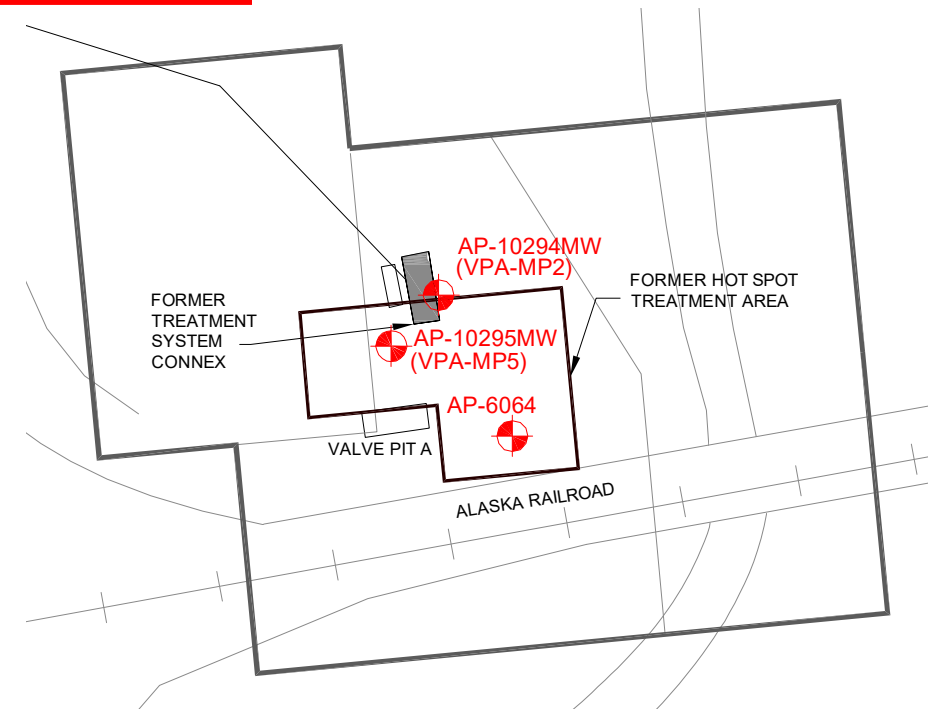 AP-10294MW
(VPA-MP2)
FORMER HOT SPOT
TREATMENT AREA
FORMER
TREATMENT
SYSTEM
CONNEX
AP-10295MW
(VPA-MP5)
AP-6064
VALVE PIT A
ALASKA RAILROAD